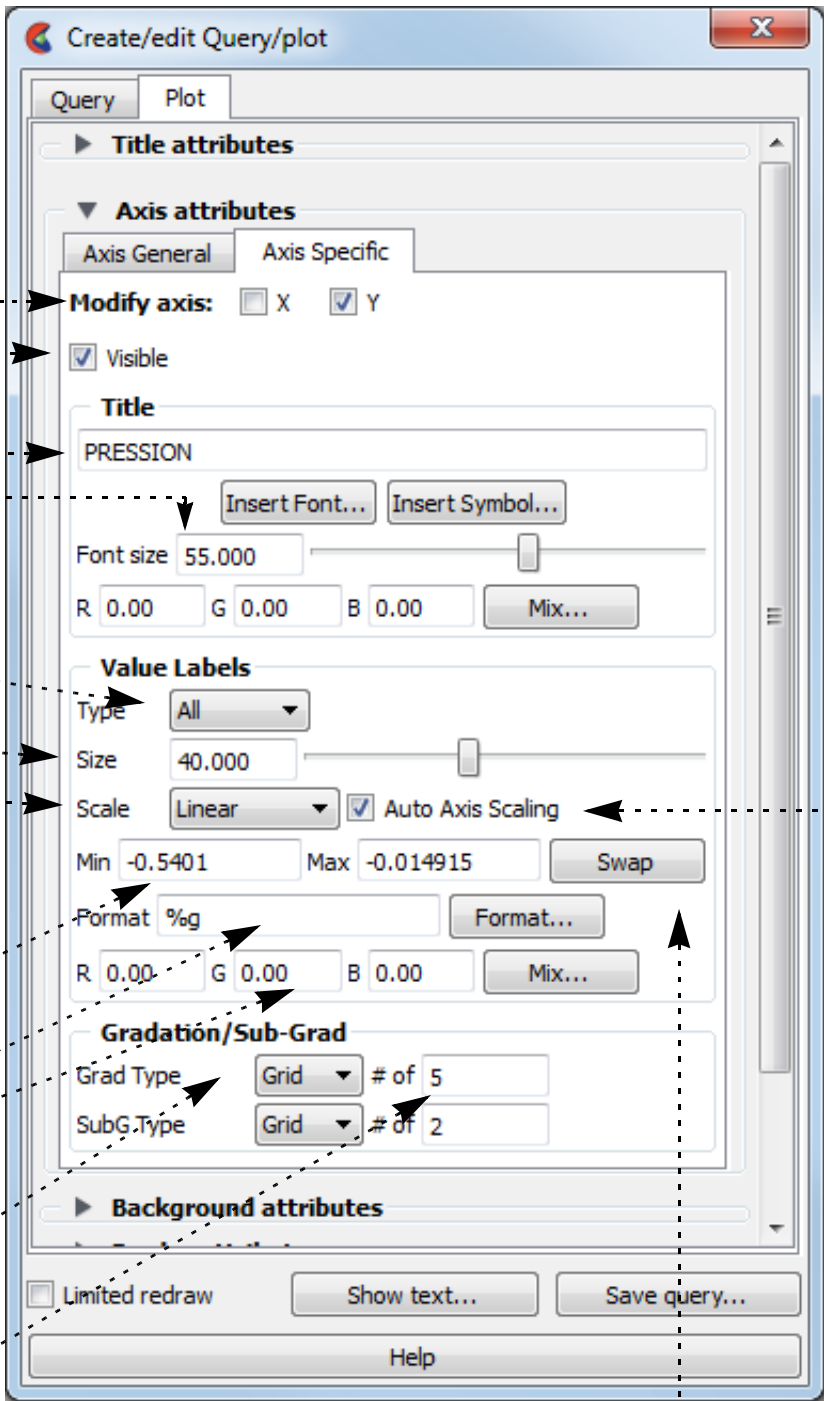 Create/edit Query/plot
X
Query Plot
Title attributes
Axis attributes
Axis General Axis Specific
Modify axis: X Y
Visible
Title
PRESSION
Insert Font... Insert Symbol...
Font size 55.000
R 0.00 G 0.00 B 0.00 Mix...
Value Labels
Type All
Size 40.000
Scale Linear Auto Axis Scaling
Min -0.5401 Max -0.014915 Swap
Format %g Format...
R 0.00 G 0.00 B 0.00 Mix...
Gradation/Sub-Grad
Grad Type Grid # of 5
SubG Type Grid # of 2
Background attributes
Limited redraw Show text... Save query...
Help